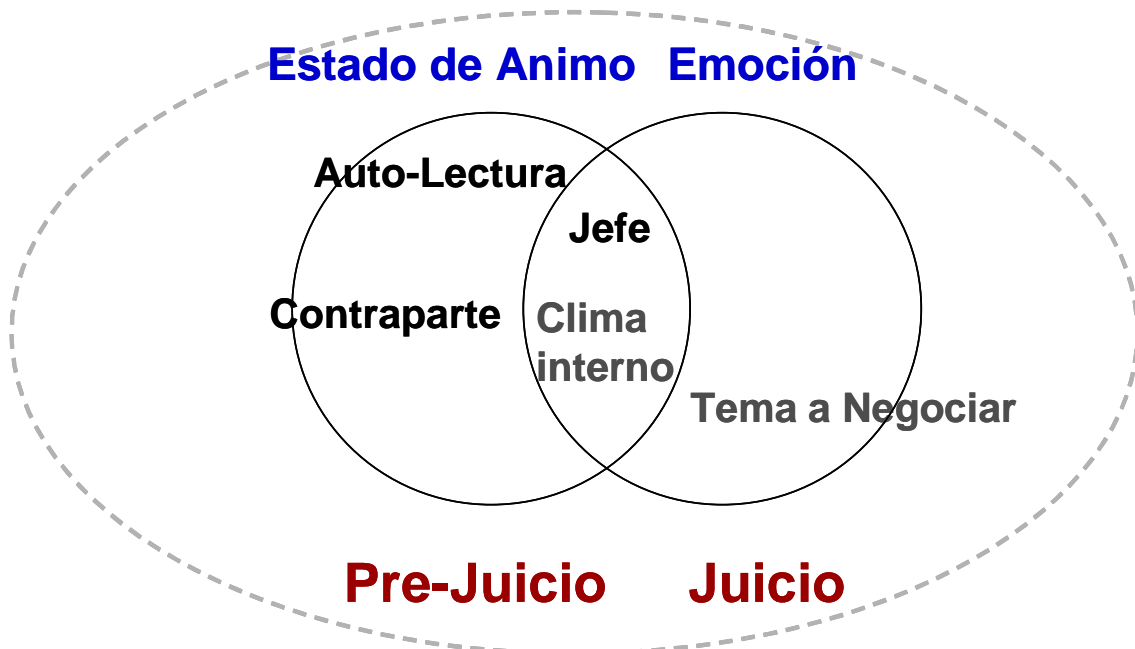 Estado de Animo Emoción
Auto-Lectura
Jefe
Contraparte
Clima
interno
Tema a Negociar
Pre-Juicio Juicio